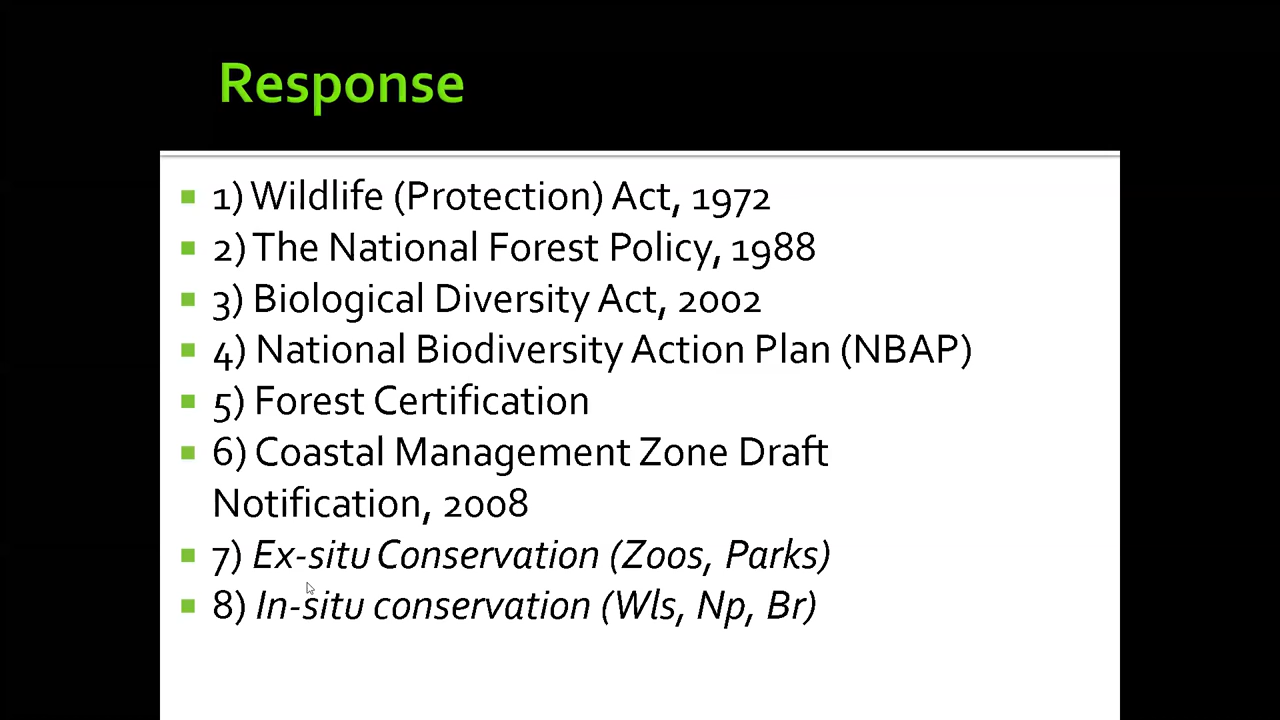 Response
1) Wildlife (Protection) Act, 1972
2) The National Forest Policy, 1988
3) Biological Diversity Act, 2002
4) National Biodiversity Action Plan (NBAP)
5) Forest Certification
6) Coastal Management Zone Draft
Notification, 2008
7) Ex-situ Conservation (Zoos, Parks)
8) In-situ conservation (Wls, Np, Br)